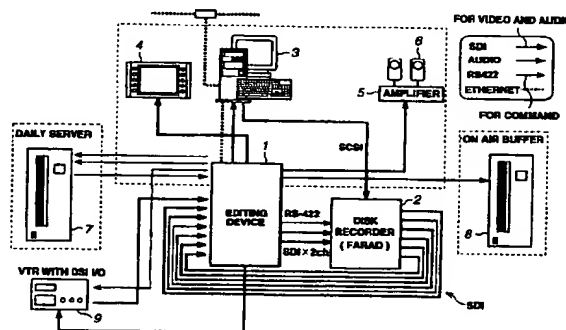 4
3
6
FOR VIDEO AND AUDIO
SDI
AUDIO
RS422
ETHERNET
FOR COMMAND
5
AMPLIFIER
SCSI
DAILY SERVER
7
ON AIR BUFFER
8
1
EDITING
DEVICE
RS-422
SDI×2ch
2
DISK
RECORDER
(FARAD)
SDI
VTR WITH DSI I/O
9